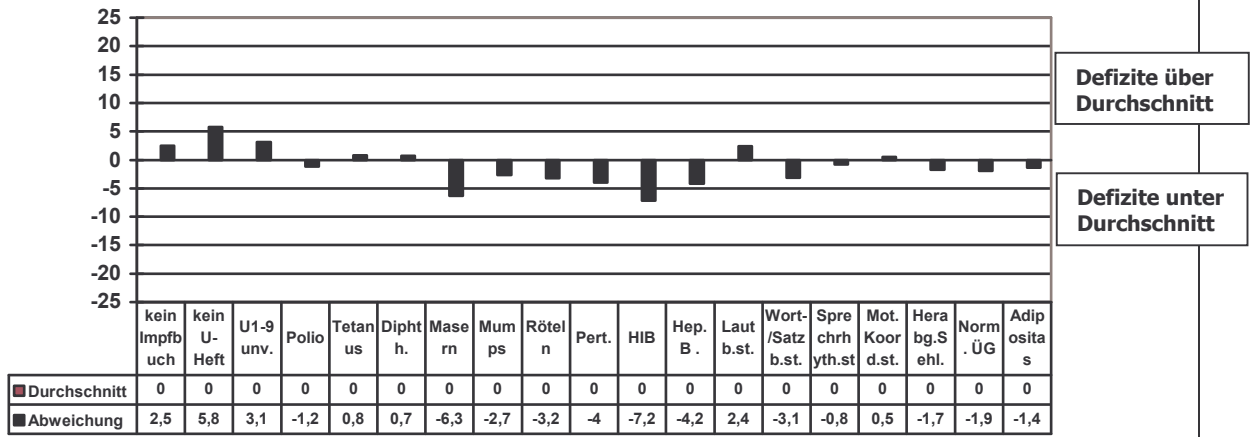 25
20
15
10
5
0
-5
-10
-15
-20
-25
Defizite über
Durchschnitt
Defizite unter
Durchschnitt
kein Impfb uch kein U- Heft U1-9 unv. Polio Tetan us Dipht h. Mase rn Mum ps Rötel n Pert. HIB Hep. B . Laut b.st. Wort- /Satz b.st. Spre chrh yth.st Mot. Koor d.st. Hera bg.S ehl. Norm . ÜG Adip osita s
Durchschnitt 0 0 0 0 0 0 0 0 0 0 0 0 0 0 0 0 0 0 0
Abweichung 2,5 5,8 3,1 -1,2 0,8 0,7 -6,3 -2,7 -3,2 -4 -7,2 -4,2 2,4 -3,1 -0,8 0,5 -1,7 -1,9 -1,4